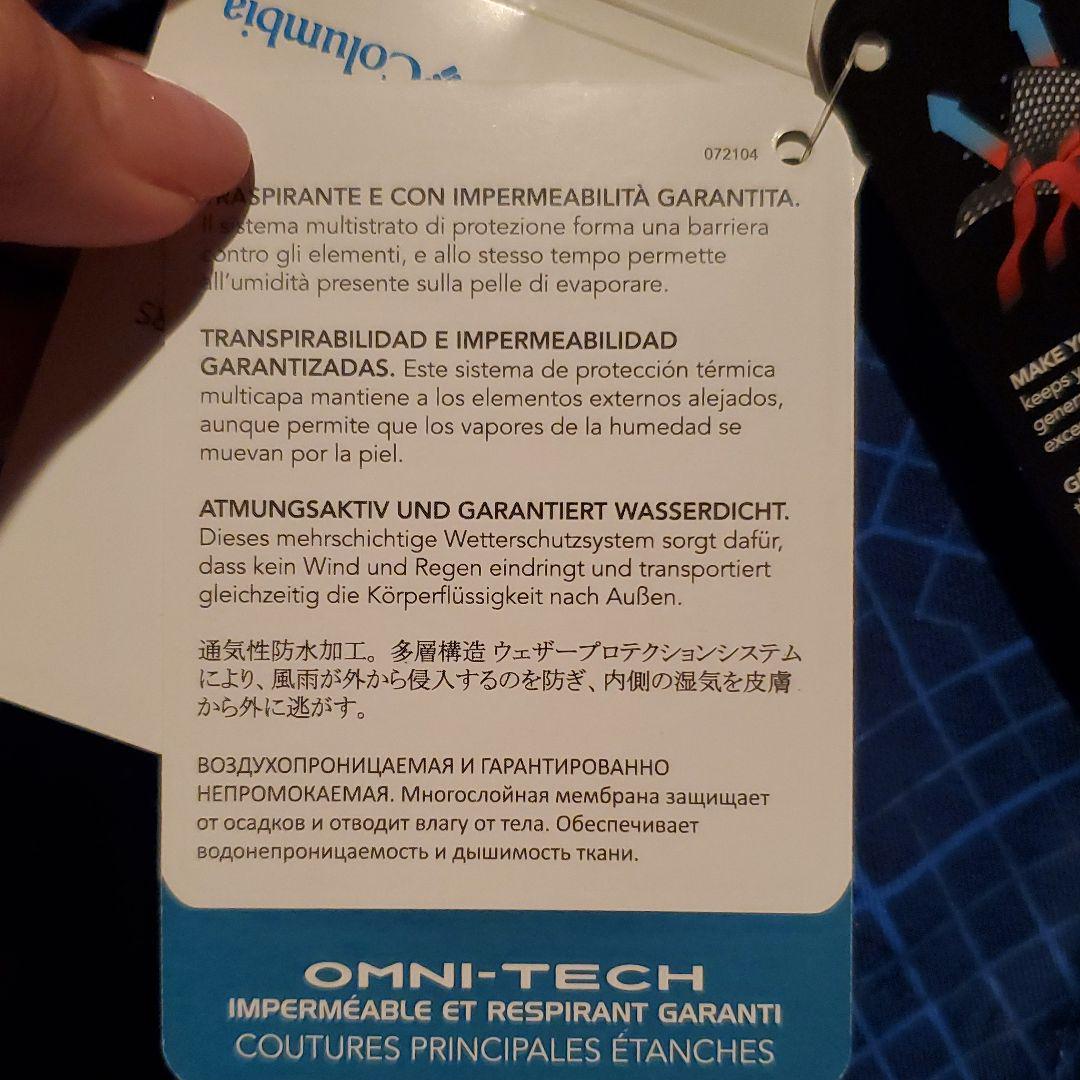 Columbia
072104
TRASPIRANTE E CON IMPERMEABILITÀ GARANTITA.
Il sistema multistrato di protezione forma una barriera
contro gli elementi, e allo stesso tempo permette
all'umidità presente sulla pelle di evaporare.
TRANSPIRABILIDAD E IMPERMEABILIDAD
GARANTIZADAS. Este sistema de protección térmica
multicapa mantiene a los elementos externos alejados,
aunque permite que los vapores de la humedad se
muevan por la piel.
ATMUNGSAKTIV UND GARANTIERT WASSERDICHT.
Dieses mehrschichtige Wetterschutzsystem sorgt dafür,
dass kein Wind und Regen eindringt und transportiert
gleichzeitig die Körperflüssigkeit nach Außen.
通気性防水加工。多層構造 ウェザープロテクションシステム
により、風雨が外から侵入するのを防ぎ、内側の湿気を皮膚
から外に逃がす。
ВОЗДУХОПРОНИЦАЕМАЯ И ГАРАНТИРОВАННО
НЕПРОМОКАЕМАЯ. Многослойная мембрана защищает
от осадков и отводит влагу от тела. Обеспечивает
водонепроницаемость и дышимость ткани.
OMNI-TECH
IMPERMÉABLE ET RESPIRANT GARANTI
COUTURES PRINCIPALES ÉTANCHES
MAKE
keeps